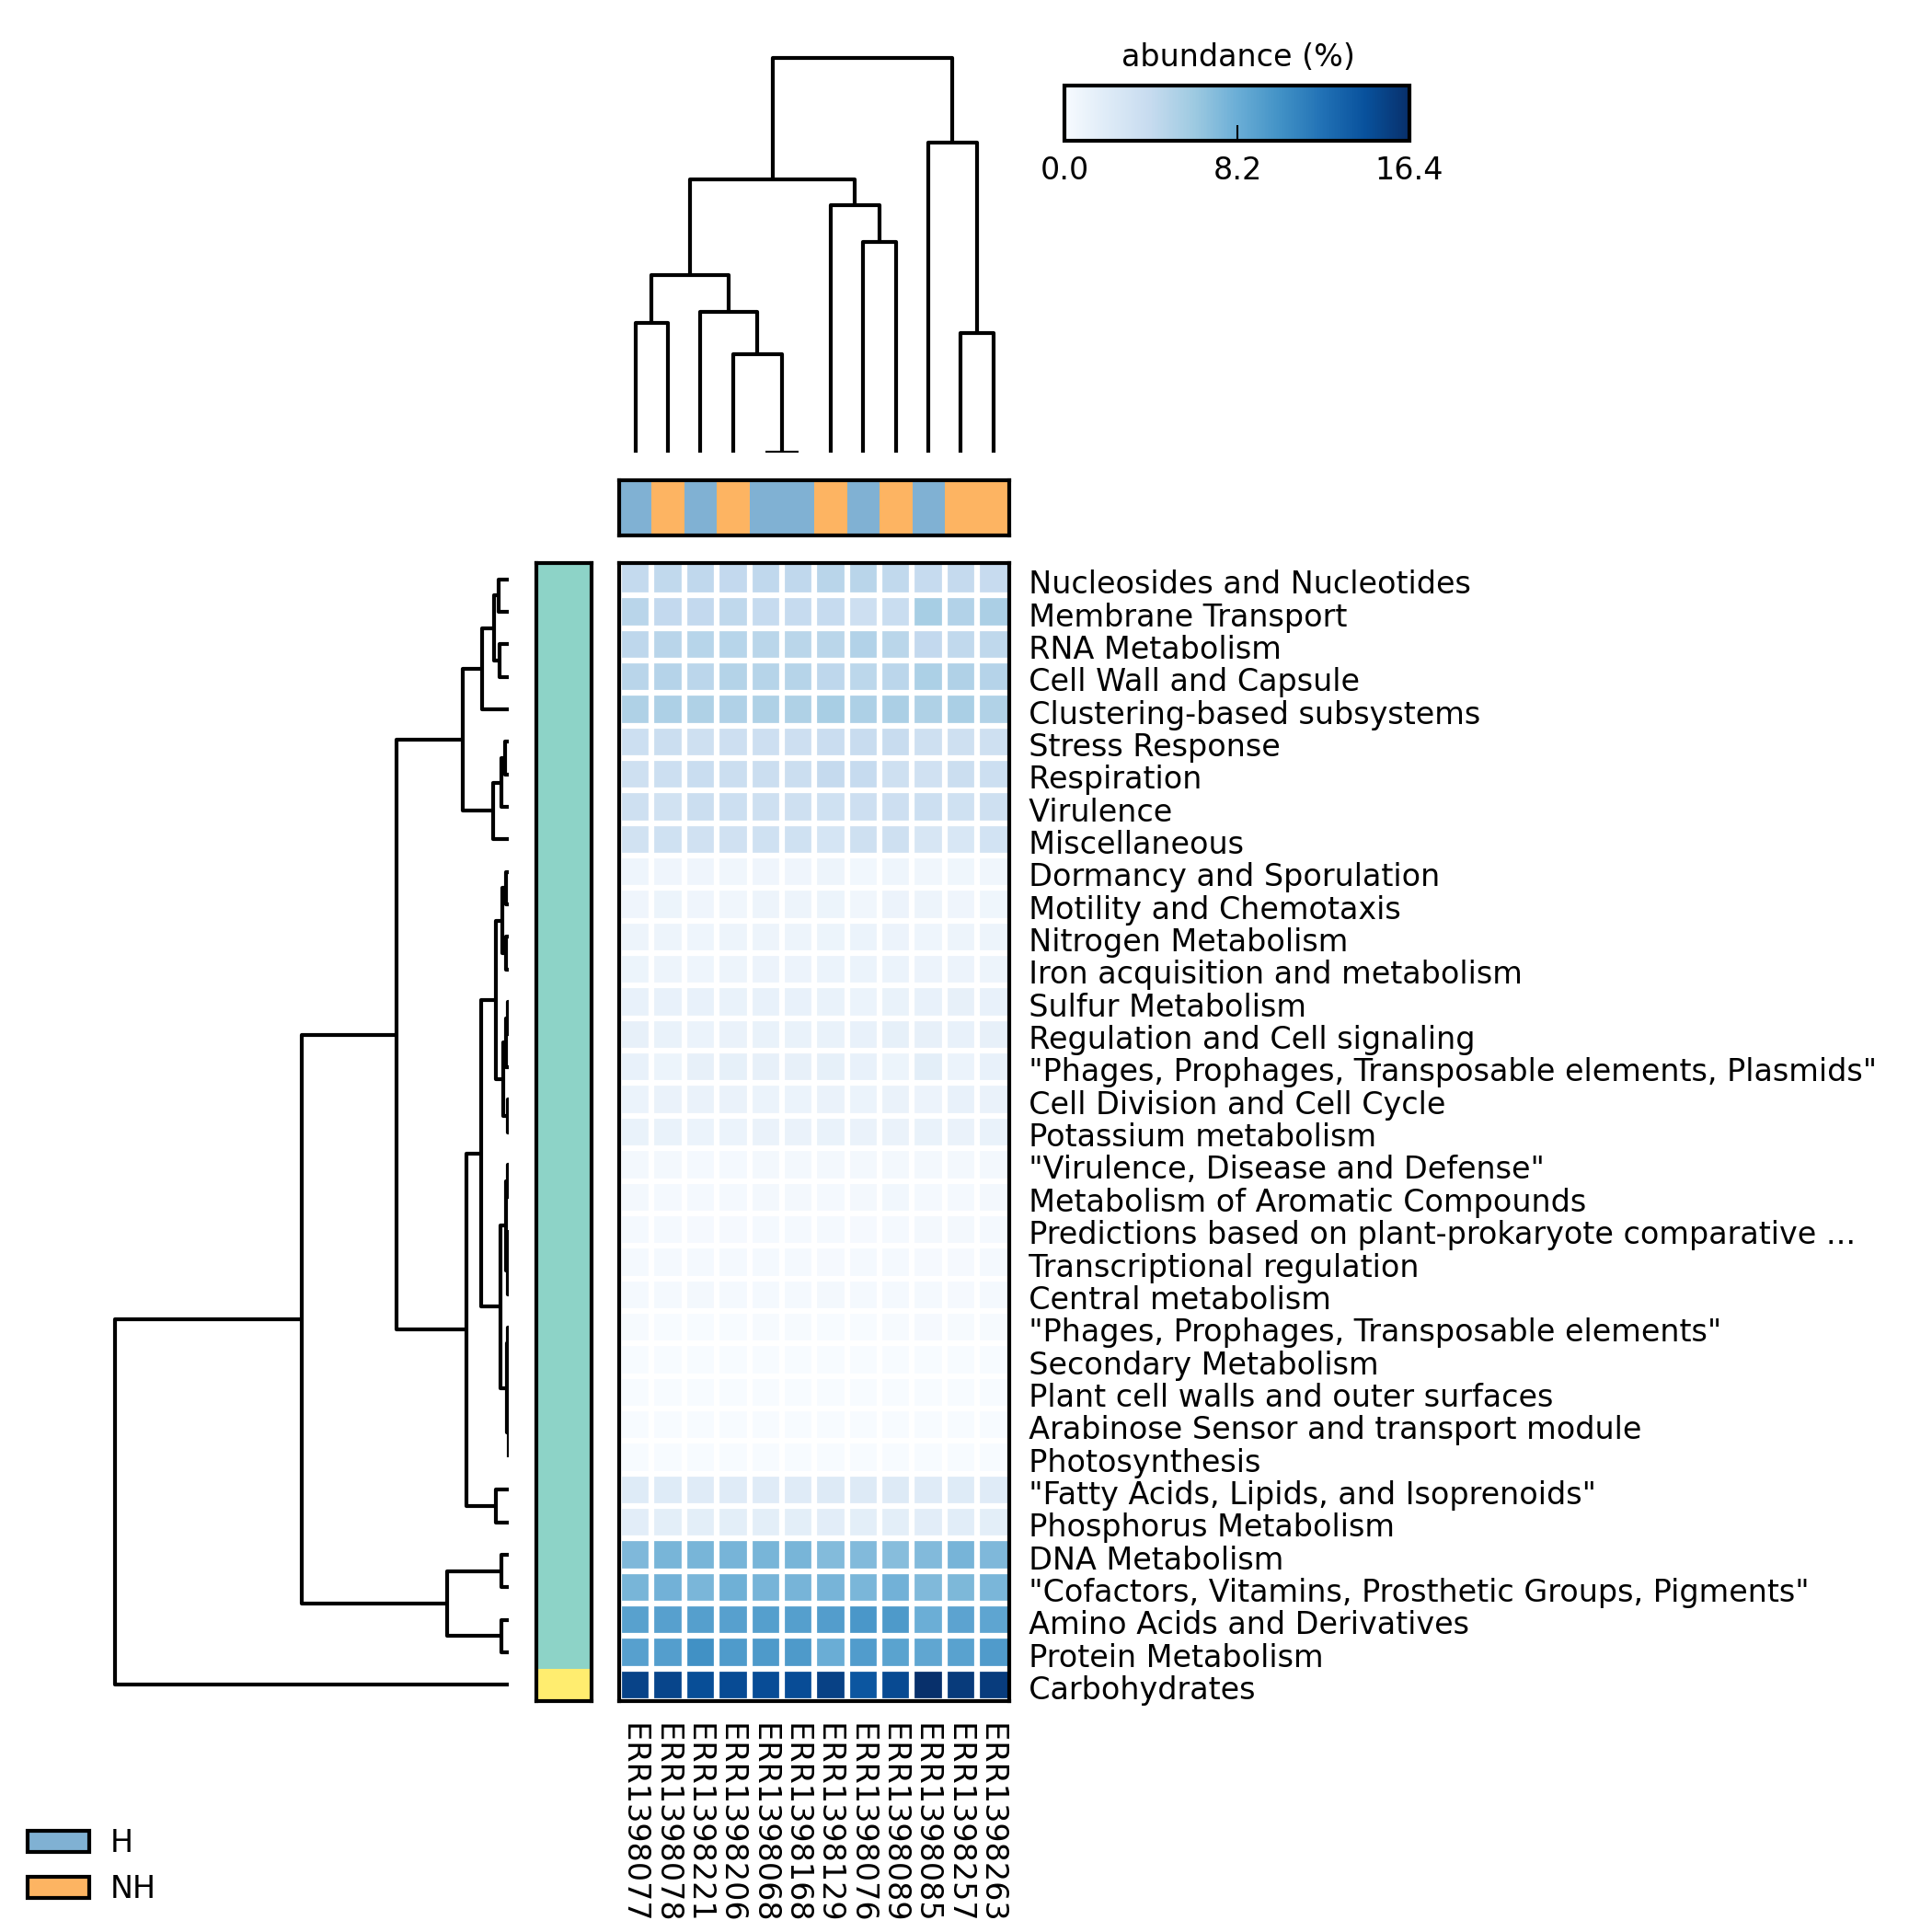 abundance (%)
0.0 8.2 16.4
Nucleosides and Nucleotides
Membrane Transport
RNA Metabolism
Cell Wall and Capsule
Clustering-based subsystems
Stress Response
Respiration
Virulence
Miscellaneous
Dormancy and Sporulation
Motility and Chemotaxis
Nitrogen Metabolism
Iron acquisition and metabolism
Sulfur Metabolism
Regulation and Cell signaling
"Phages, Prophages, Transposable elements, Plasmids"
Cell Division and Cell Cycle
Potassium metabolism
"Virulence, Disease and Defense"
Metabolism of Aromatic Compounds
Predictions based on plant-prokaryote comparative ...
Transcriptional regulation
Central metabolism
"Phages, Prophages, Transposable elements"
Secondary Metabolism
Plant cell walls and outer surfaces
Arabinose Sensor and transport module
Photosynthesis
"Fatty Acids, Lipids, and Isoprenoids"
Phosphorus Metabolism
DNA Metabolism
"Cofactors, Vitamins, Prosthetic Groups, Pigments"
Amino Acids and Derivatives
Protein Metabolism
Carbohydrates
ERR1398077
ERR1398078
ERR1398221
ERR1398206
ERR1398068
ERR1398168
ERR1398129
ERR1398076
ERR1398089
ERR1398085
ERR1398257
ERR1398263
H
NH